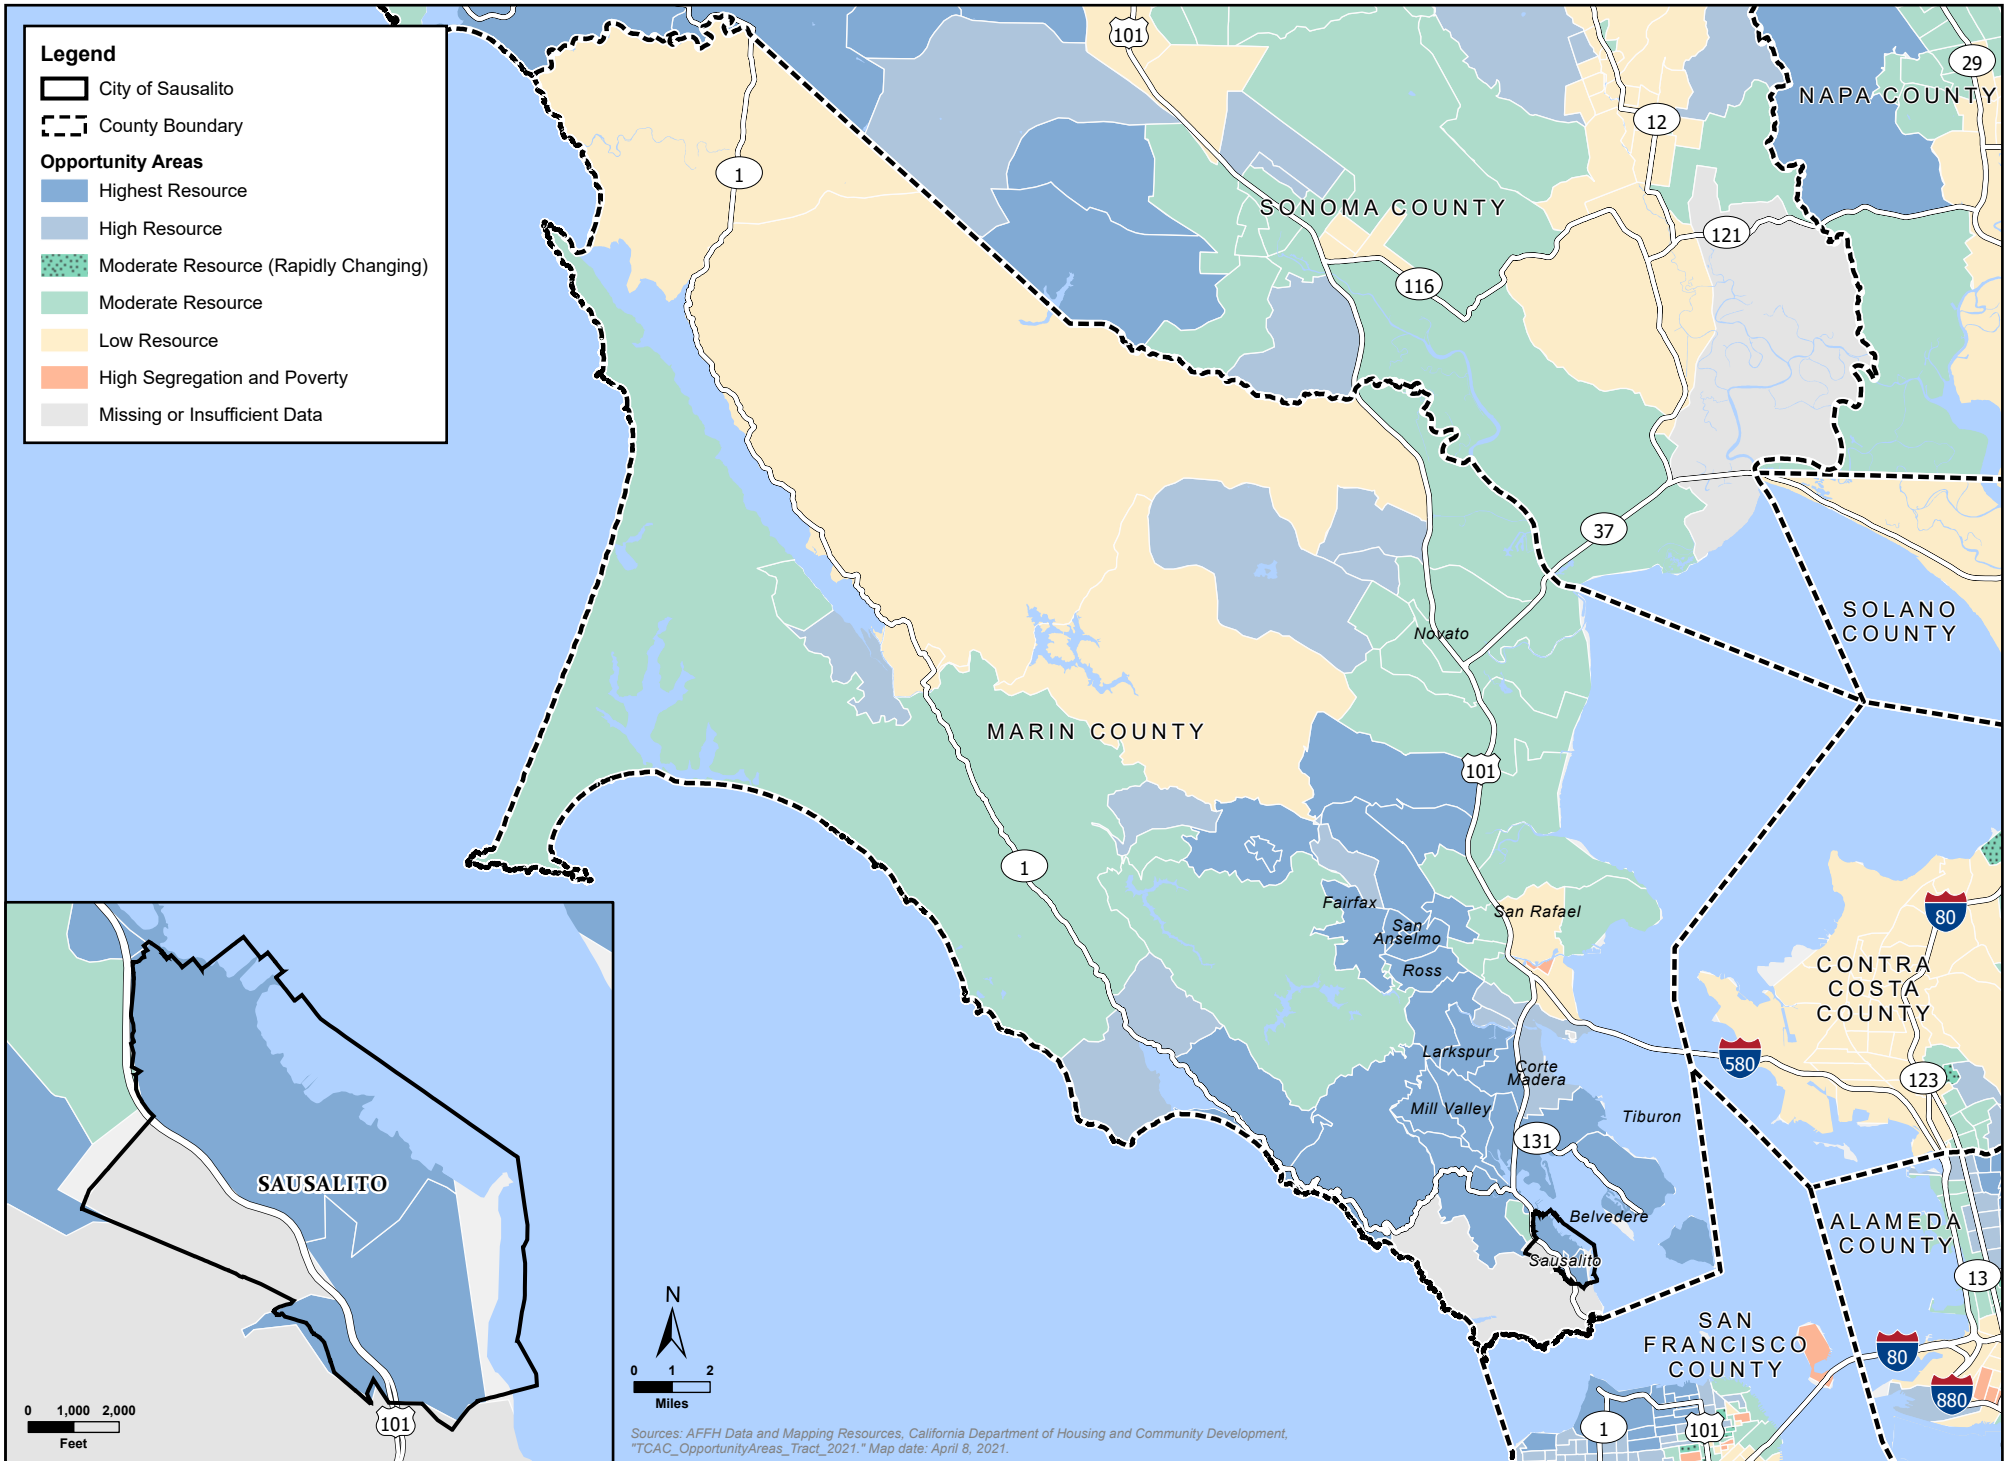 Legend
City of Sausalito
County Boundary
Opportunity Areas
Highest Resource
High Resource
Moderate Resource (Rapidly Changing)
Moderate Resource
Low Resource
High Segregation and Poverty
Missing or Insufficient Data
101
29
NAPA COUNTY
12
1
SONOMA COUNTY
121
116
37
SOLANO
COUNTY
Novato
MARIN COUNTY
101
1
Fairfax
San Rafael
San
Anselmo
Ross
80
CONTRA
COSTA
COUNTY
Larkspur
Corte
Madera
580
123
Mill Valley
Tiburon
131
Belvedere
Sausalito
ALAMEDA
COUNTY
13
SAN
FRANCISCO
COUNTY
80
880
1
101
SAUSALITO
101
0 1,000 2,000
Feet
N
0 1 2
Miles
Sources: AFFH Data and Mapping Resources, California Department of Housing and Community Development,
"TCAC_OpportunityAreas_Tract_2021." Map date: April 8, 2021.